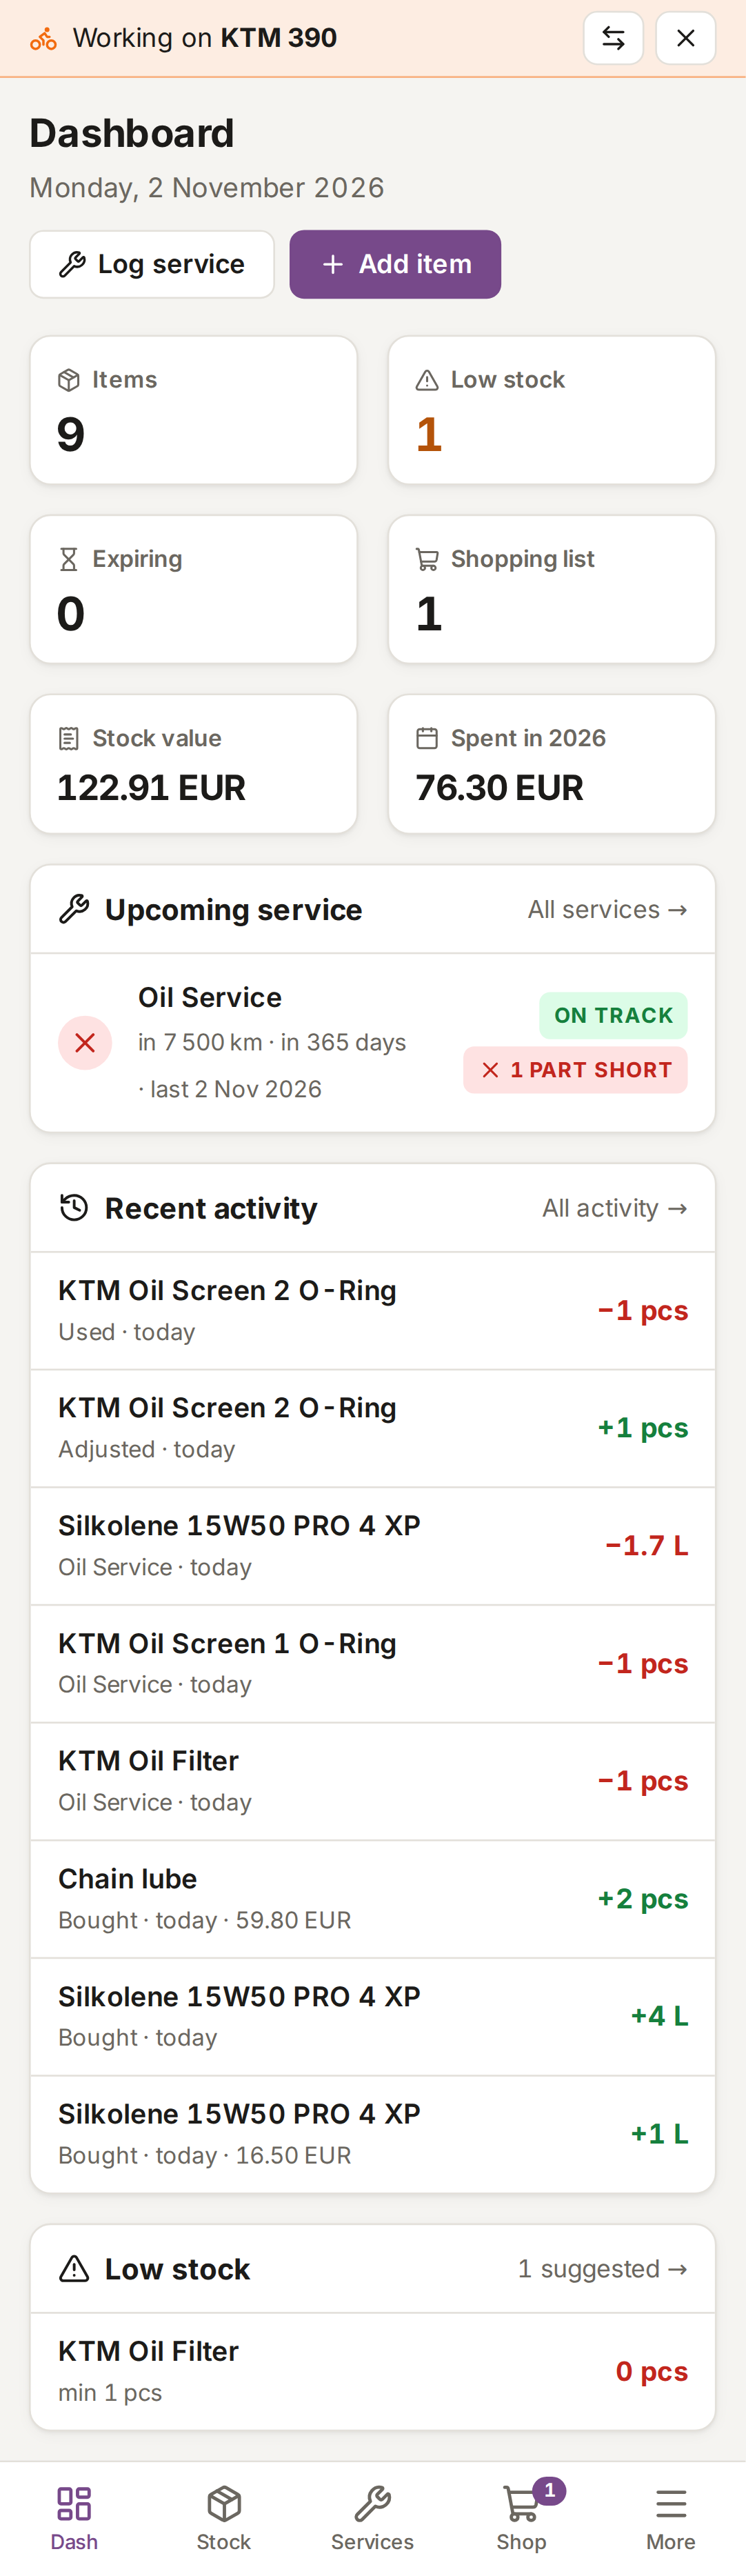 Working on KTM 390
Dashboard
Monday, 2 November 2026
Log service
+ Add item
Items
9
Low stock
1
Expiring
0
Shopping list
1
Stock value
122.91 EUR
Spent in 2026
76.30 EUR
Upcoming service
All services →
Oil Service
in 7 500 km · in 365 days
· last 2 Nov 2026
ON TRACK
1 PART SHORT
Recent activity
All activity →
KTM Oil Screen 2 O-Ring
Used · today
−1 pcs
KTM Oil Screen 2 O-Ring
Adjusted · today
+1 pcs
Silkolene 15W50 PRO 4 XP
Oil Service · today
−1.7 L
KTM Oil Screen 1 O-Ring
Oil Service · today
−1 pcs
KTM Oil Filter
Oil Service · today
−1 pcs
Chain lube
Bought · today · 59.80 EUR
+2 pcs
Silkolene 15W50 PRO 4 XP
Bought · today
+4 L
Silkolene 15W50 PRO 4 XP
Bought · today · 16.50 EUR
+1 L
Low stock
1 suggested →
KTM Oil Filter
min 1 pcs
0 pcs
Dash
Stock
Services
1
Shop
More